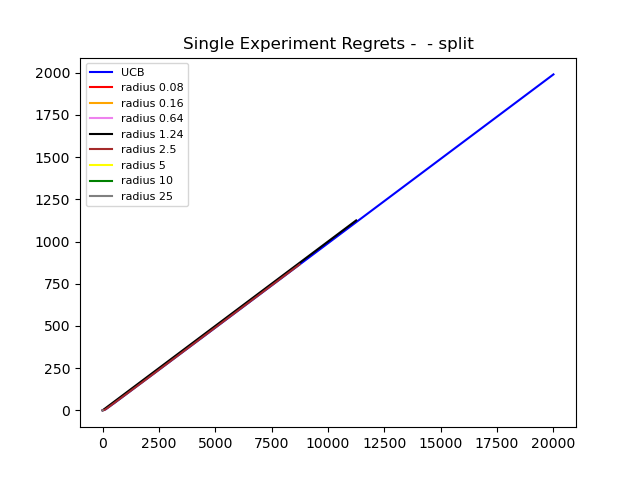 Single Experiment Regrets -  - split
UCB
radius 0.08
radius 0.16
radius 0.64
radius 1.24
radius 2.5
radius 5
radius 10
radius 25
2000
1750
1500
1250
1000
750
500
250
0
0 2500 5000 7500 10000 12500 15000 17500 20000